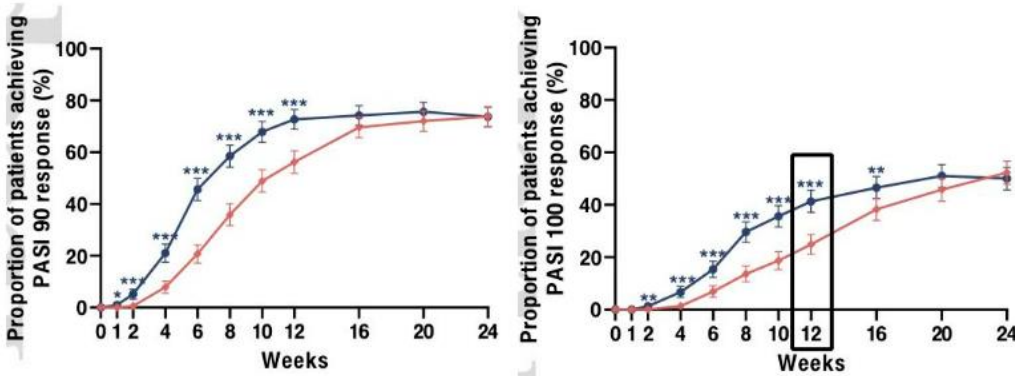 Proportion of patients achieving
PASI 90 response (%)
100
80
60
40
20
0
* *** *** *** *** *** ***
0 1 2 4 6 8 10 12 16 20 24
Weeks
Proportion of patients achieving
PASI 100 response (%)
100
80
60
40
20
0
** *** *** *** *** *** **
0 1 2 4 6 8 10 12 16 20 24
Weeks